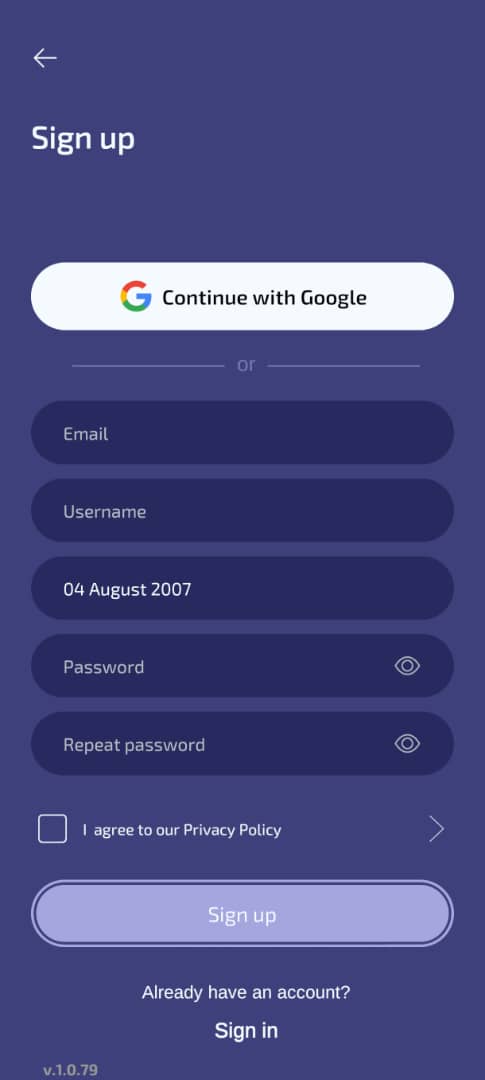 Sign up
Continue with Google
or
Email
Username
04 August 2007
Password
Repeat password
I agree to our Privacy Policy
Sign up
Already have an account?
Sign in
v.1.0.79